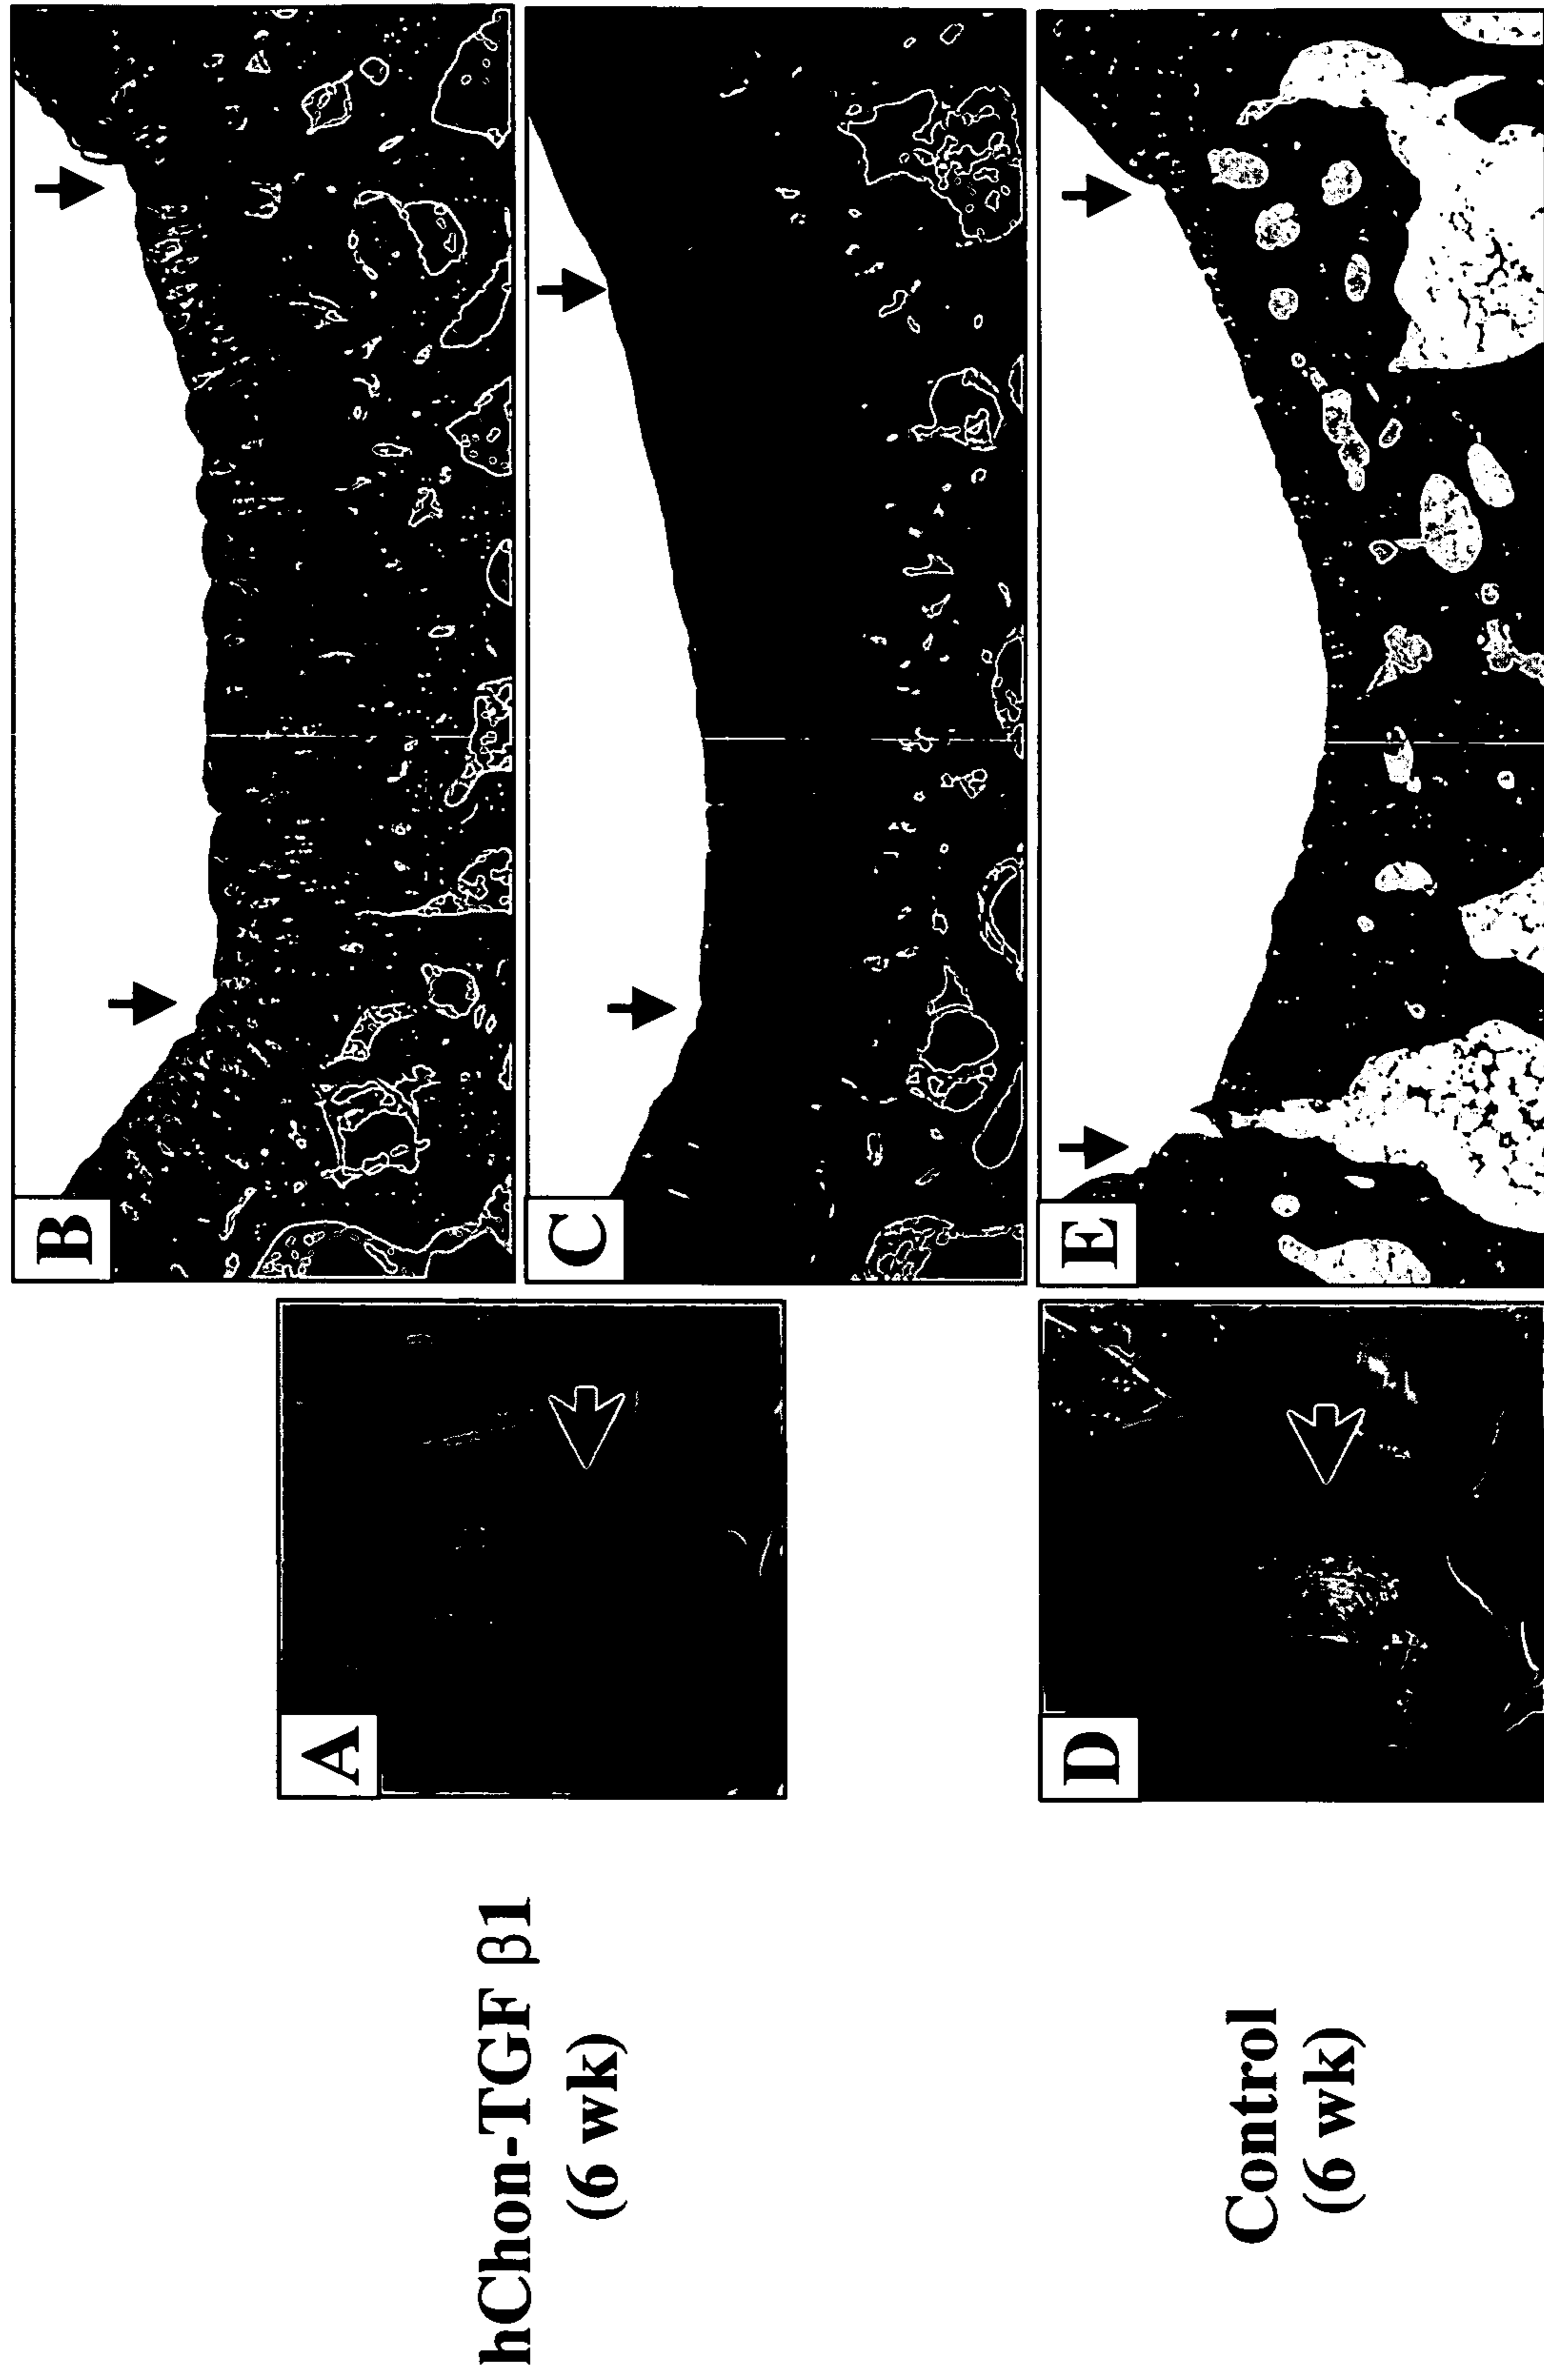 hChon-TGF β1
(6 wk)
A
B
C
Control
(6 wk)
D
E